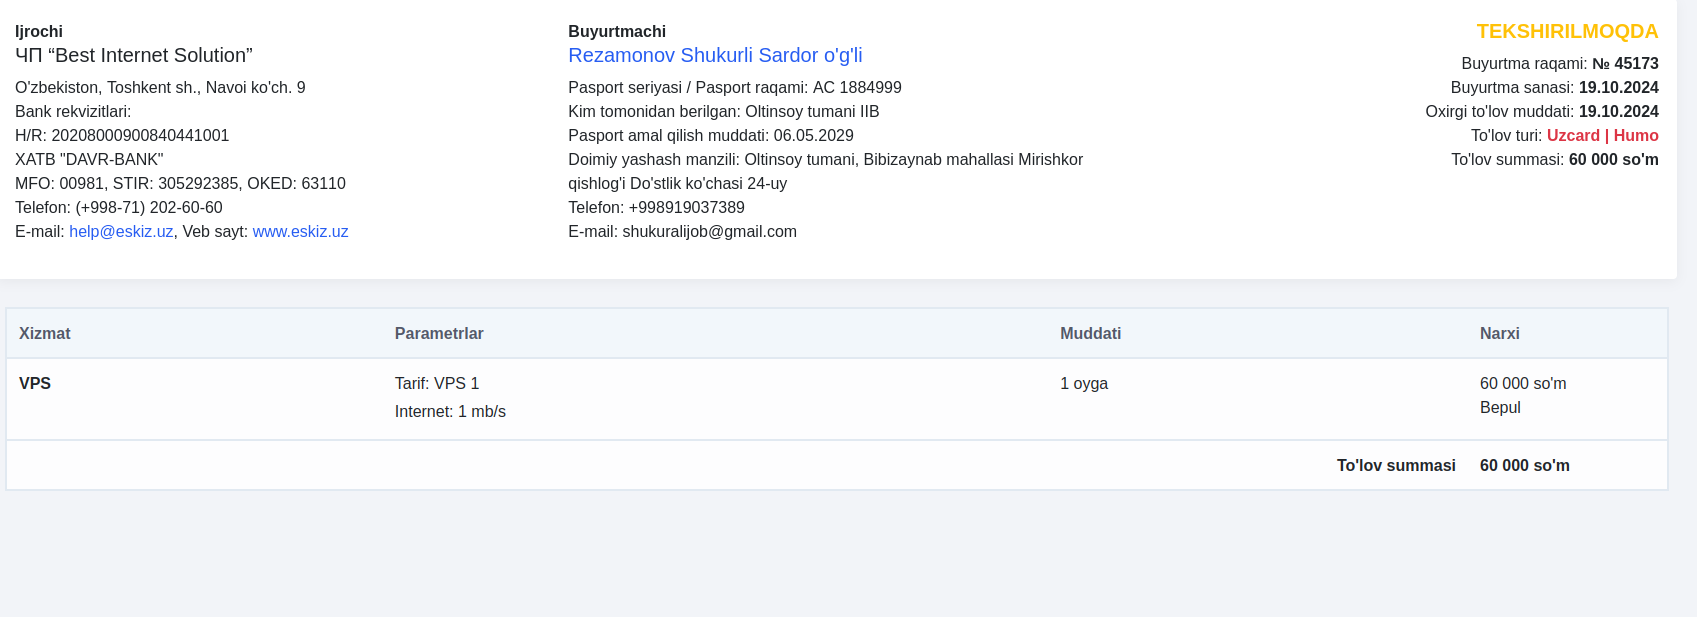 Ijrochi
ЧП “Best Internet Solution”
O'zbekiston, Toshkent sh., Navoi ko'ch. 9
Bank rekvizitlari:
H/R: 20208000900840441001
XATB "DAVR-BANK"
MFO: 00981, STIR: 305292385, OKED: 63110
Telefon: (+998-71) 202-60-60
E-mail: help@eskiz.uz, Veb sayt: www.eskiz.uz
Buyurtmachi
Rezamonov Shukurli Sardor o'g'li
Pasport seriyasi / Pasport raqami: AC 1884999
Kim tomonidan berilgan: Oltinsoy tumani IIB
Pasport amal qilish muddati: 06.05.2029
Doimiy yashash manzili: Oltinsoy tumani, Bibizaynab mahallasi Mirishkor
qishlog'i Do'stlik ko'chasi 24-uy
Telefon: +998919037389
E-mail: shukuralijob@gmail.com
TEKSHIRILMOQDA
Buyurtma raqami: № 45173
Buyurtma sanasi: 19.10.2024
Oxirgi to'lov muddati: 19.10.2024
To'lov turi: Uzcard | Humo
To'lov summasi: 60 000 so'm
Xizmat Parametrlar Muddati Narxi
VPS Tarif: VPS 1 1 oyga 60 000 so'm
Internet: 1 mb/s Bepul
To'lov summasi 60 000 so'm